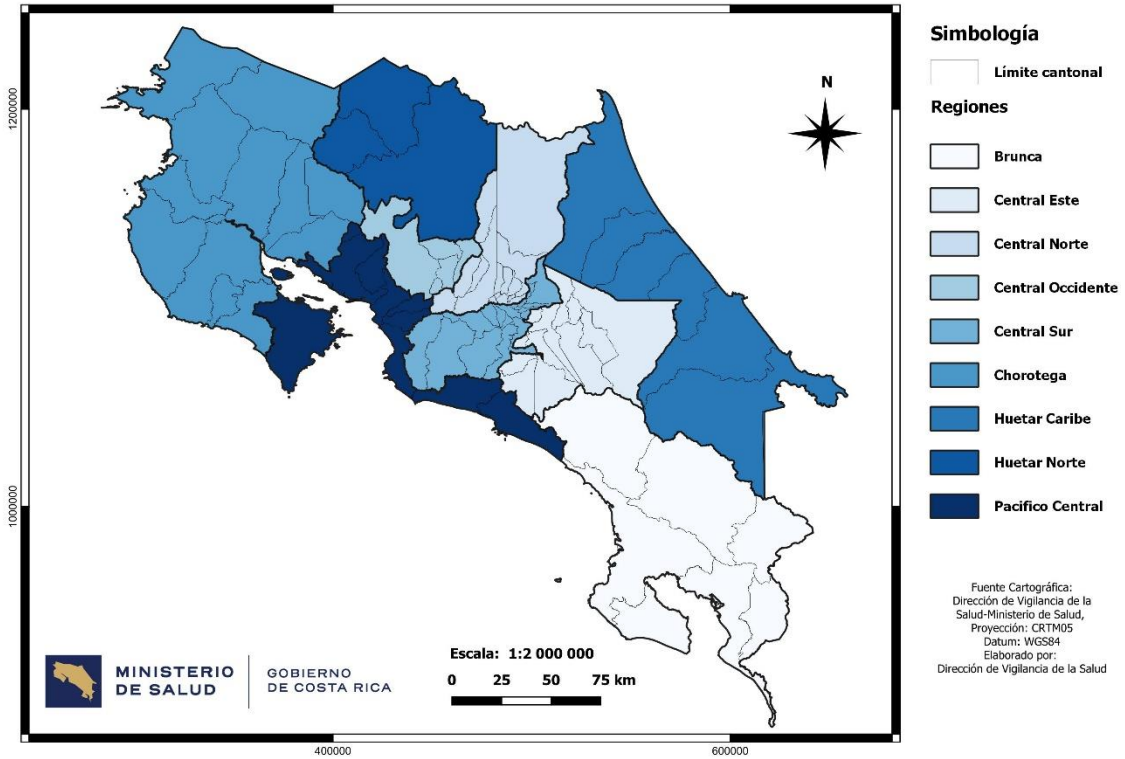 Simbología
Límite cantonal
Regiones
Brunca
Central Este
Central Norte
Central Occidente
Central Sur
Chorotega
Huetar Caribe
Huetar Norte
Pacifico Central
N
1200000
1000000
400000
600000
Escala: 1:2 000 000
0 25 50 75 km
MINISTERIO
DE SALUD
GOBIERNO
DE COSTA RICA
Fuente Cartográfica:
Dirección de Vigilancia de la
Salud-Ministerio de Salud,
Proyección: CRTM05
Datum: WGS84
Elaborado por:
Dirección de Vigilancia de la Salud